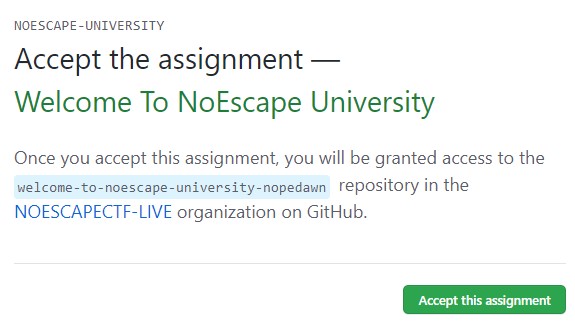 NOESCAPE-UNIVERSITY
Accept the assignment —
Welcome To NoEscape University
Once you accept this assignment, you will be granted access to the
welcome-to-noescape-university-nopedawn repository in the
NOESCAPECTF-LIVE organization on GitHub.
Accept this assignment